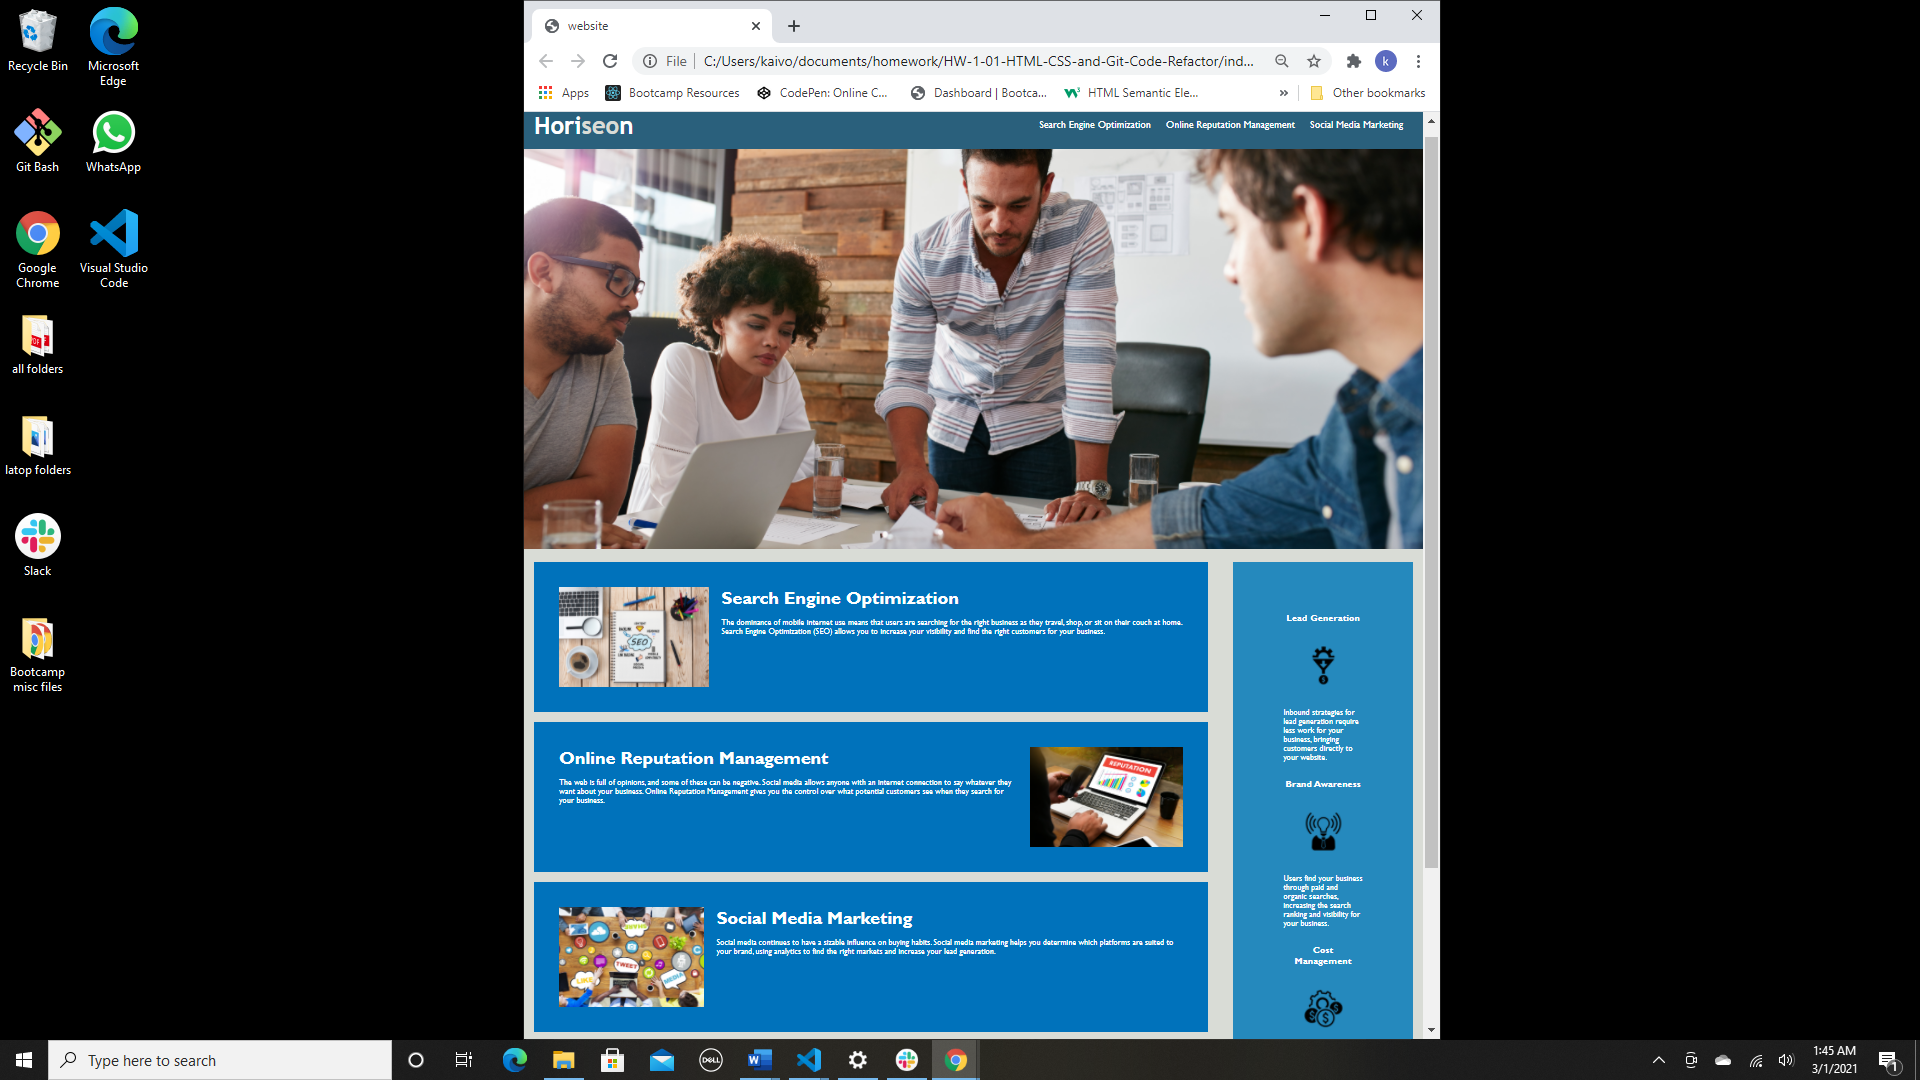 Recycle Bin
Microsoft
Edge
Git Bash
WhatsApp
Google
Chrome
Visual Studio
Code
all folders
latop folders
Slack
Bootcamp
misc files
website
File
C:/Users/kaivo/documents/homework/HW-1-01-HTML-CSS-and-Git-Code-Refactor/ind...
k
Apps
Bootcamp Resources
CodePen: Online C...
Dashboard | Bootca...
HTML Semantic Ele...
»
Other bookmarks
Horiseon
Search Engine Optimization
Online Reputation Management
Social Media Marketing
Search Engine Optimization
The dominance of mobile internet use means that users are searching for the right business as they travel, shop, or sit on their couch at home.
Search Engine Optimization (SEO) allows you to increase your visibility and find the right customers for your business.
SEO
Online Reputation Management
The web is full of opinions, and some of these can be negative. Social media allows anyone with an internet connection to say whatever they
want about your business. Online Reputation Management gives you the control over what potential customers see when they search for
your business.
REPUTATION
Social Media Marketing
Social media continues to have a sizable influence on buying habits. Social media marketing helps you determine which platforms are suited to
your brand, using analytics to find the right markets and increase your lead generation.
TWEET
LIKE
MEDIA
Lead Generation
Inbound strategies for
lead generation require
less work for your
business, bringing
customers directly to
your website.
Brand Awareness
Users find your business
through paid and
organic searches,
increasing the search
ranking and visibility for
your business.
Cost
Management
Type here to search
DELL
1:45 AM
3/1/2021
1